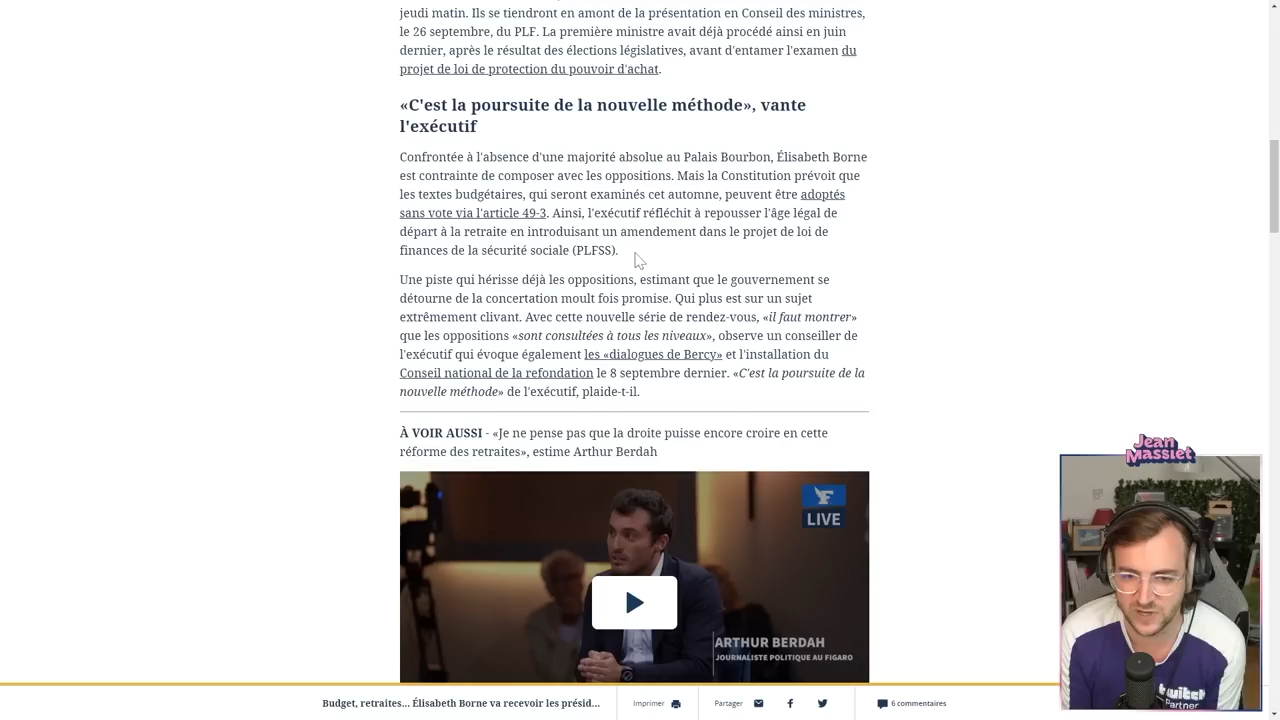 jeudi matin. Ils se tiendront en amont de la présentation en Conseil des ministres,
le 26 septembre, du PLF. La première ministre avait déjà procédé ainsi en juin
dernier, après le résultat des élections législatives, avant d'entamer l'examen du
projet de loi de protection du pouvoir d'achat.
«C'est la poursuite de la nouvelle méthode», vante
l'exécutif
Confrontée à l'absence d'une majorité absolue au Palais Bourbon, Élisabeth Borne
est contrainte de composer avec les oppositions. Mais la Constitution prévoit que
les textes budgétaires, qui seront examinés cet automne, peuvent être adoptés
sans vote via l'article 49-3. Ainsi, l'exécutif réfléchit à repousser l'âge légal de
départ à la retraite en introduisant un amendement dans le projet de loi de
finances de la sécurité sociale (PLFSS).
Une piste qui hérisse déjà les oppositions, estimant que le gouvernement se
détourne de la concertation moult fois promise. Qui plus est sur un sujet
extrêmement clivant. Avec cette nouvelle série de rendez-vous, «il faut montrer»
que les oppositions «sont consultées à tous les niveaux», observe un conseiller de
l'exécutif qui évoque également les «dialogues de Bercy» et l'installation du
Conseil national de la refondation le 8 septembre dernier. «C'est la poursuite de la
nouvelle méthode» de l'exécutif, plaide-t-il.
À VOIR AUSSI - «Je ne pense pas que la droite puisse encore croire en cette
réforme des retraites», estime Arthur Berdah
LIVE
ARTHUR BERDAH
JOURNALISTE POLITIQUE AU FIGARO
Jean
Massiet
twitch
partner
Budget, retraites... Élisabeth Borne va recevoir les présid...
Imprimer
Partager
6 commentaires